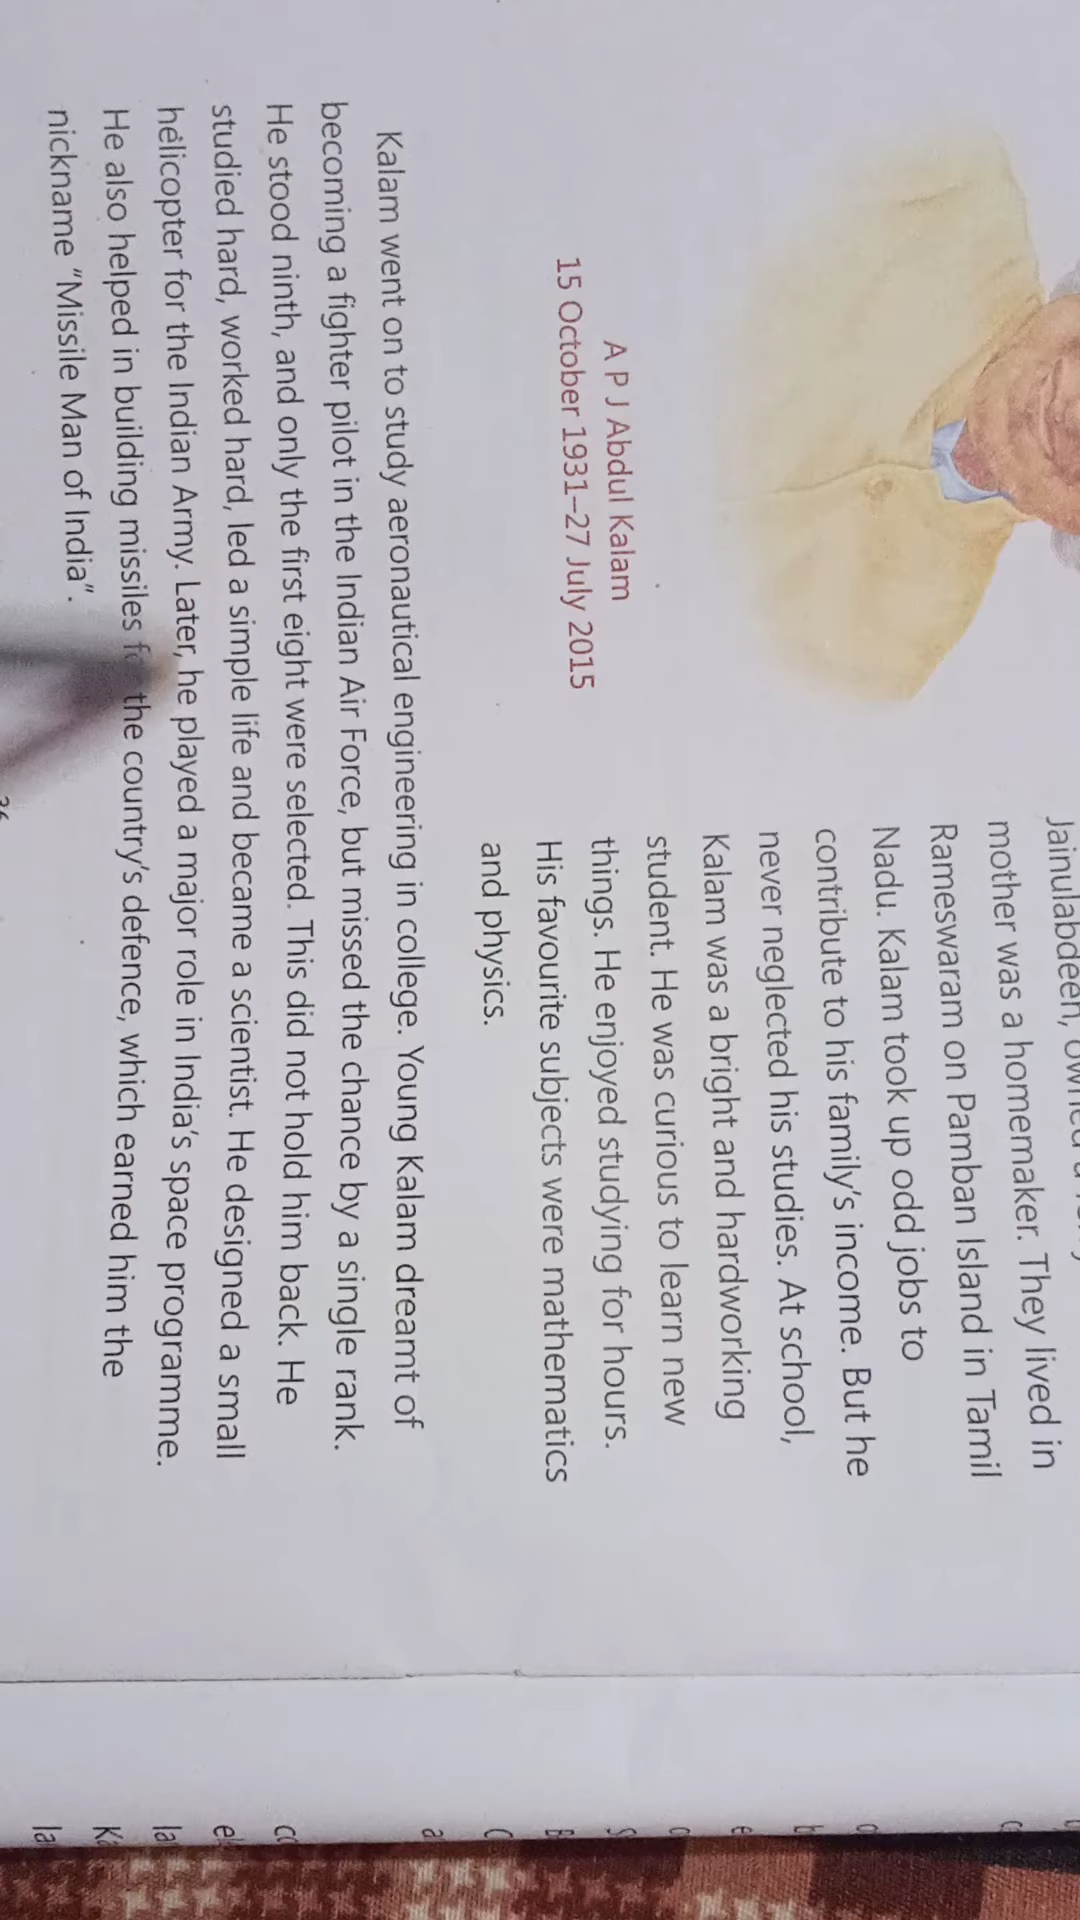 Jainulabdeen,
mother was a homemaker. They lived in
Rameswaram on Pamban Island in Tamil
Nadu. Kalam took up odd jobs to
contribute to his family's income. But he
never neglected his studies. At school,
Kalam was a bright and hardworking
student. He was curious to learn new
things. He enjoyed studying for hours.
His favourite subjects were mathematics
and physics.
A P J Abdul Kalam
15 October 1931–27 July 2015
Kalam went on to study aeronautical engineering in college. Young Kalam dreamt of
becoming a fighter pilot in the Indian Air Force, but missed the chance by a single rank.
He stood ninth, and only the first eight were selected. This did not hold him back. He
studied hard, worked hard, led a simple life and became a scientist. He designed a small
helicopter for the Indian Army. Later, he played a major role in India's space programme.
He also helped in building missiles for the country's defence, which earned him the
nickname "Missile Man of India".